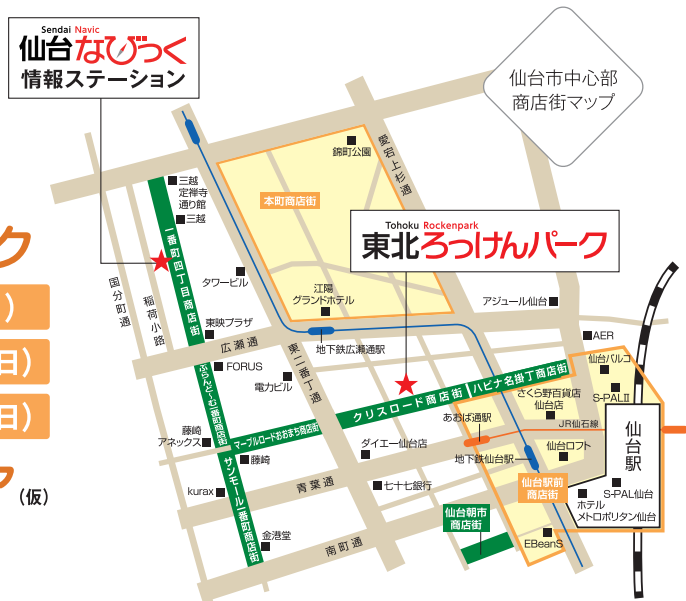 Sendai Navic
仙台なびっく
情報ステーション
仙台市中心部
商店街マップ
錦町公園
愛宕上杉通
本町商店街
三越
定禅寺
通り館
三越
一番町四丁目商店街
Tohoku Rockenpark
東北ろっけんパーク
ク
）
日）
日）
ク
(仮)
国分町通
稲荷小路
タワービル
江陽
グランドホテル
アジュール仙台
東映プラザ
広瀬通
地下鉄広瀬通駅
東二番丁通
AER
仙台パルコ
FORUS
ぶらんどーむ一番町商店街
電力ビル
クリスロード商店街
ハピナ名掛丁商店街
S-PALⅡ
さくら野百貨店
仙台店
あおば通駅
JR仙石線
藤崎
アネックス
マーブルロードおおまち商店街
ダイエー仙台店
地下鉄仙台駅
仙台ロフト
仙台駅
藤崎
サンモール一番町商店街
kurax
青葉通
七十七銀行
仙台駅前
商店街
S-PAL仙台
ホテル
メトロポリタン仙台
仙台朝市
商店街
金港堂
南町通
EBeanS